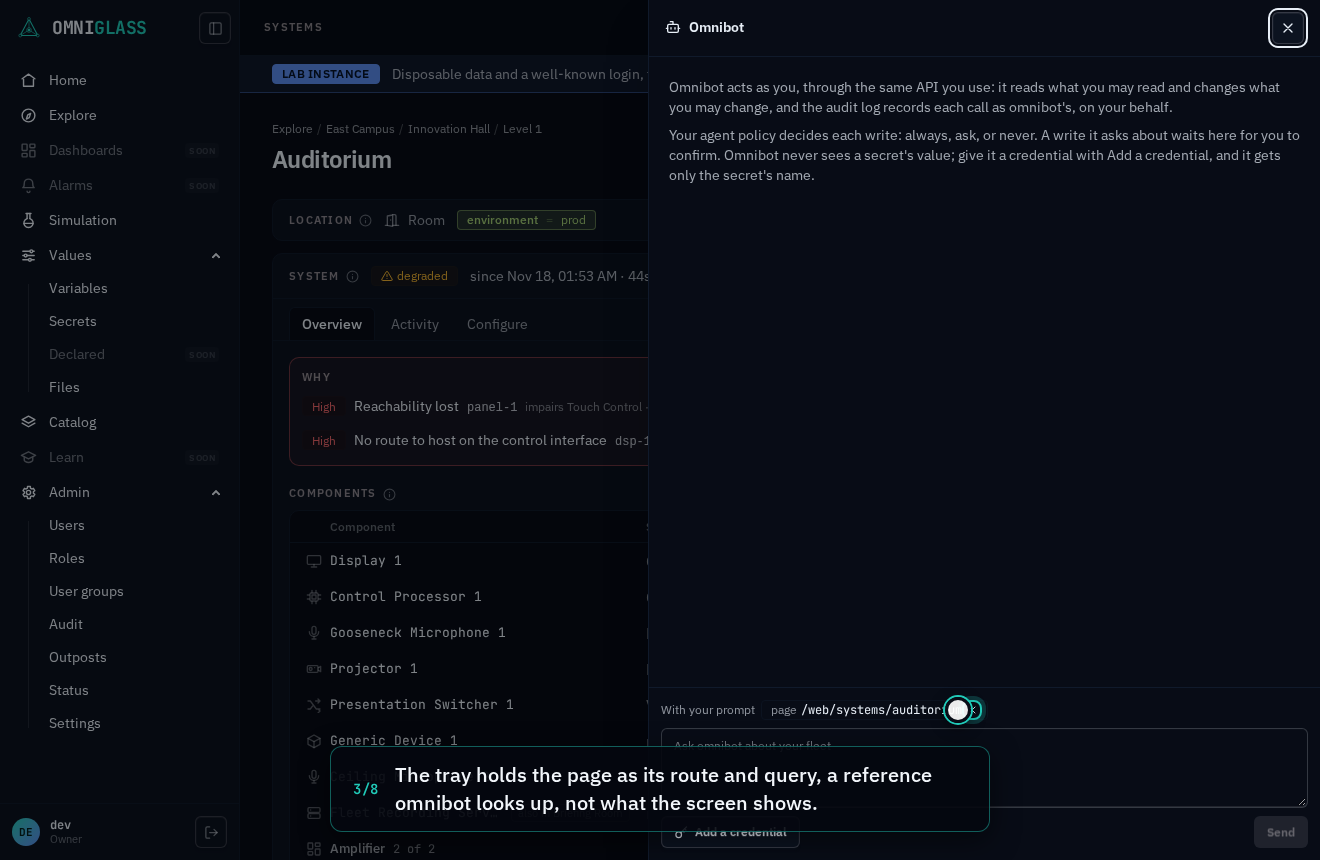 OMNIGLASS
SYSTEMS
Omnibot
LAB INSTANCE Disposable data and a well-known login,
Home
Explore
Dashboards SOON
Alarms SOON
Simulation
Values
Variables
Secrets
Declared SOON
Files
Catalog
Learn SOON
Admin
Users
Roles
User groups
Audit
Outposts
Status
Settings
DE dev
Owner
Explore / East Campus / Innovation Hall / Level 1
Auditorium
LOCATION Room environment = prod
SYSTEM degraded since Nov 18, 01:53 AM · 44s
Overview Activity Configure
WHY
High Reachability lost panel-1 impairs Touch Control ·
High No route to host on the control interface dsp-1
COMPONENTS
Component
Display 1
Control Processor 1
Gooseneck Microphone 1
Projector 1
Presentation Switcher 1
Generic Device 1
Amplifier 2 of 2
Omnibot acts as you, through the same API you use: it reads what you may read and changes what
you may change, and the audit log records each call as omnibot's, on your behalf.
Your agent policy decides each write: always, ask, or never. A write it asks about waits here for you to
confirm. Omnibot never sees a secret's value; give it a credential with Add a credential, and it gets
only the secret's name.
With your prompt page /web/systems/auditor
Ask omnibot about your fleet
3/8 The tray holds the page as its route and query, a reference
omnibot looks up, not what the screen shows.
Add a credential
Send